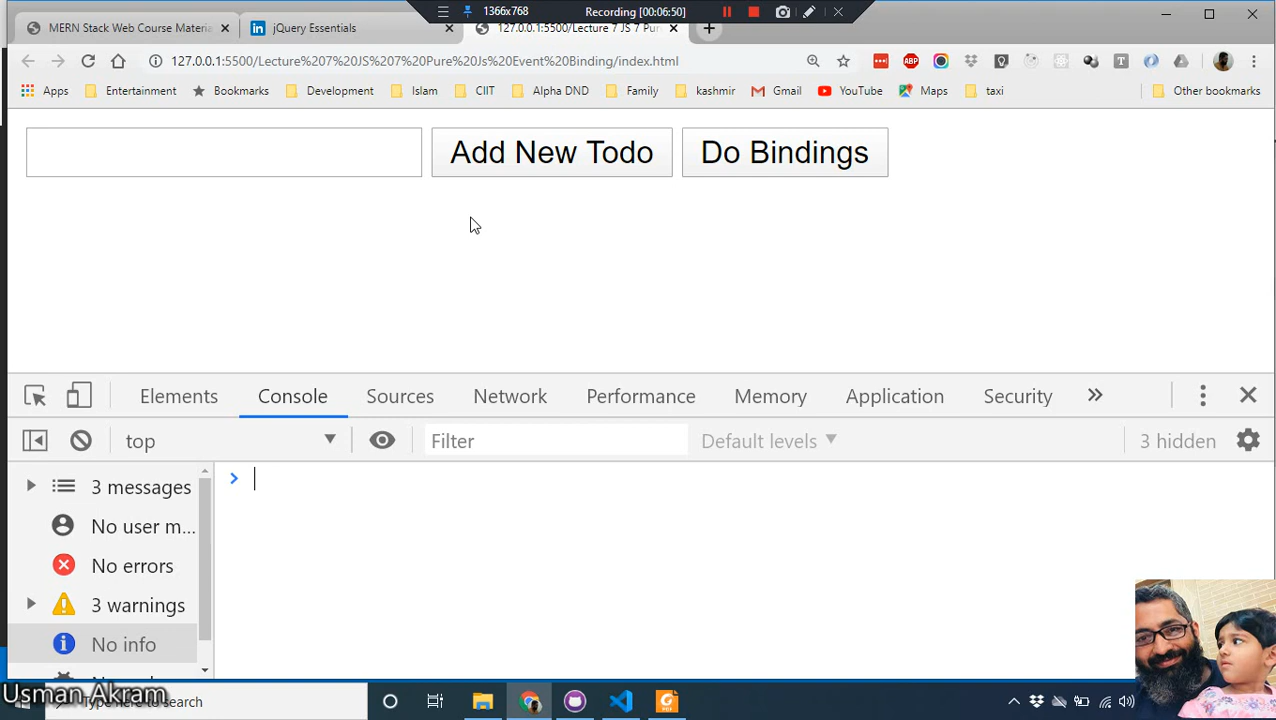 1366x768
Recording [00:06:50]
MERN Stack Web Course Materia
jQuery Essentials
127.0.0.1:5500/Lecture 7 JS 7 Pur
127.0.0.1:5500/Lecture%207%20JS%207%20Pure%20Js%20Event%20Binding/index.html
ABP
Apps
Entertainment
Bookmarks
Development
Islam
CIIT
Alpha DND
Family
kashmir
Gmail
YouTube
Maps
taxi
Other bookmarks
Add New Todo
Do Bindings
Elements
Console
Sources
Network
Performance
Memory
Application
Security
top
Filter
Default levels
3 hidden
3 messages
No user m...
No errors
3 warnings
No info
Usman Akram
Type here to search